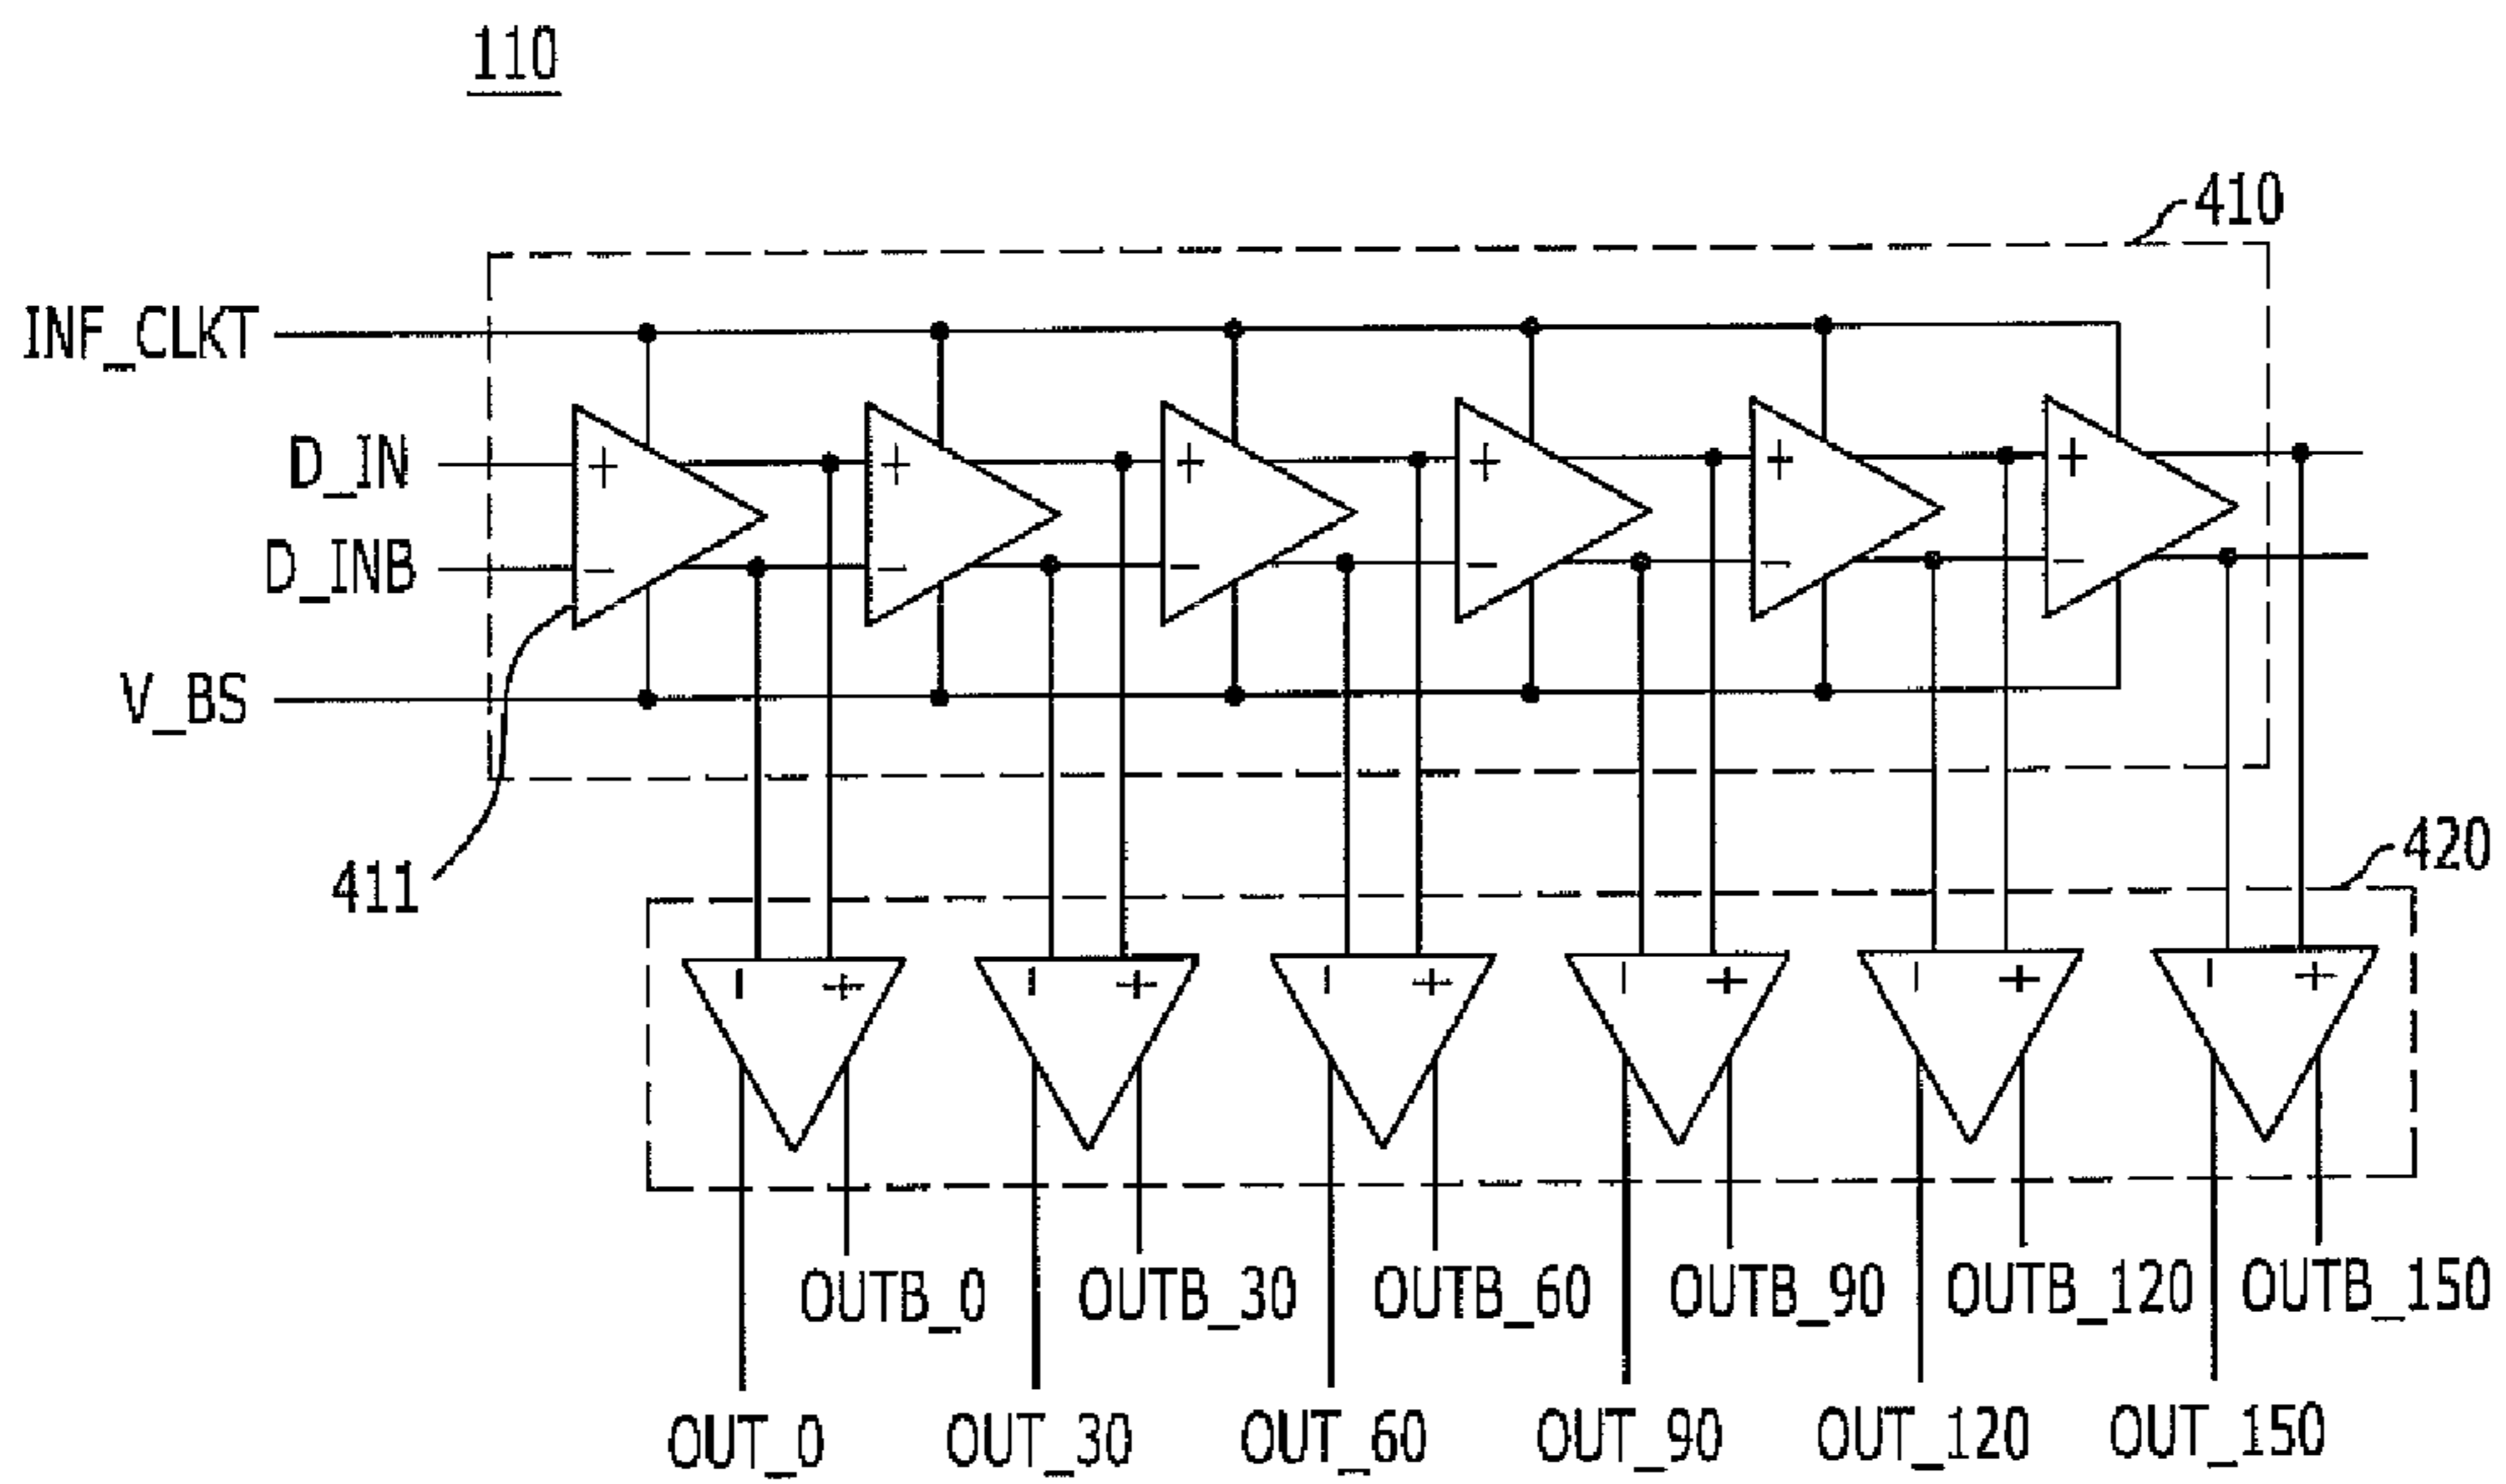 110
410
INF_CLKT
D_IN
D_INB
V_BS
411
420
+ + + + + +
− − − − − −
− + − + − + − + − + − +
OUTB_0 OUTB_30 OUTB_60 OUTB_90 OUTB_120 OUTB_150
OUT_0 OUT_30 OUT_60 OUT_90 OUT_120 OUT_150